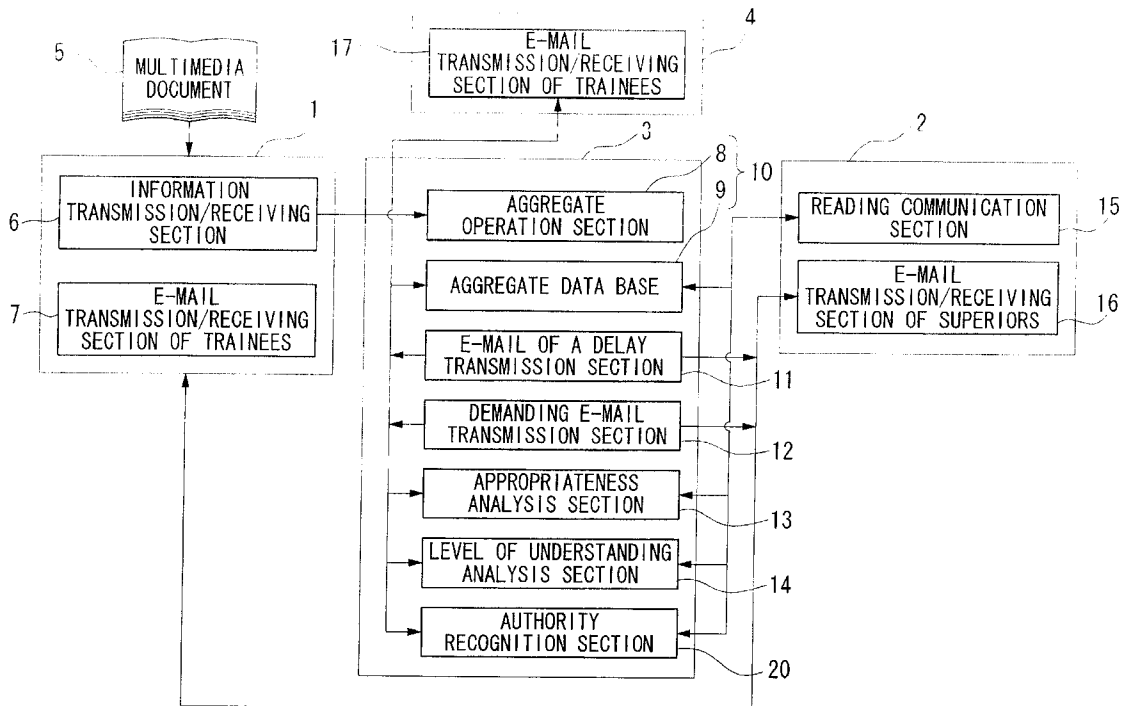 4
17
E-MAIL
TRANSMISSION/RECEIVING
SECTION OF TRAINEES
5
MULTIMEDIA
DOCUMENT
1
3
2
6
INFORMATION
TRANSMISSION/RECEIVING
SECTION
7
E-MAIL
TRANSMISSION/RECEIVING
SECTION OF TRAINEES
8
9
10
AGGREGATE
OPERATION SECTION
AGGREGATE DATA BASE
E-MAIL OF A DELAY
TRANSMISSION SECTION
11
DEMANDING E-MAIL
TRANSMISSION SECTION
12
APPROPRIATENESS
ANALYSIS SECTION
13
LEVEL OF UNDERSTANDING
ANALYSIS SECTION
14
AUTHORITY
RECOGNITION SECTION
20
READING COMMUNICATION
SECTION
15
E-MAIL
TRANSMISSION/RECEIVING
SECTION OF SUPERIORS
16